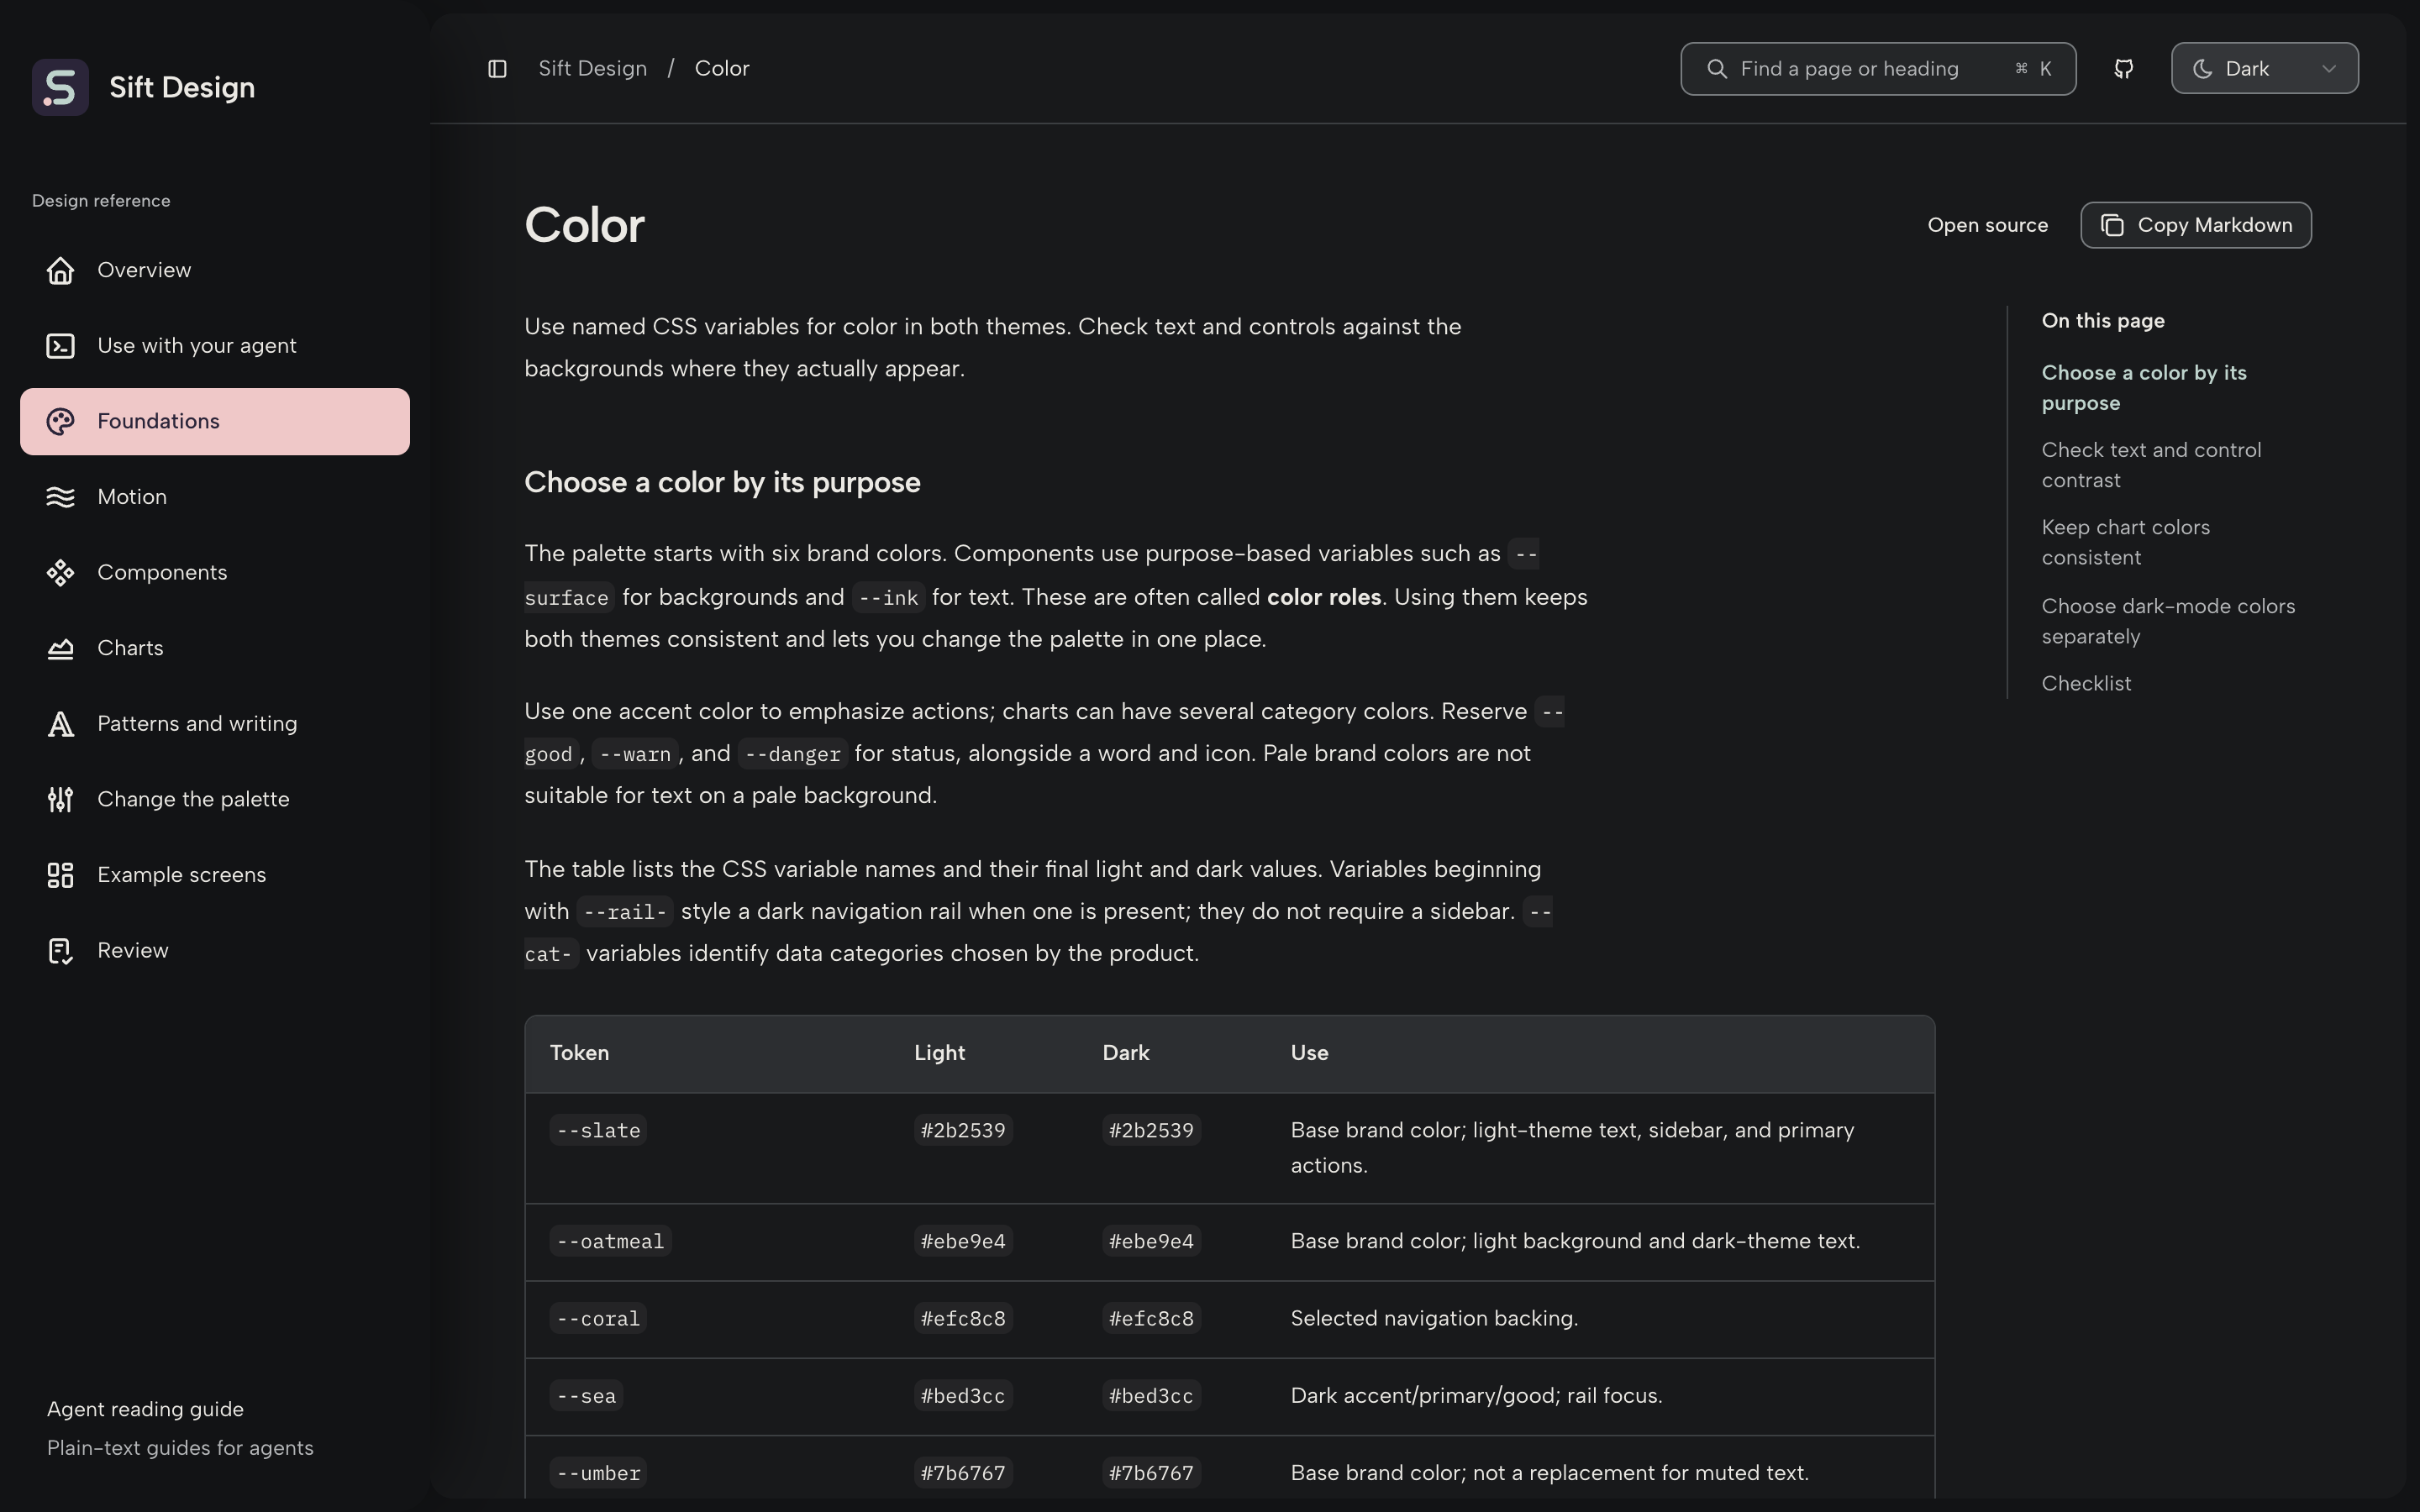 Sift Design
Design reference
Overview
Use with your agent
Foundations
Motion
Components
Charts
Patterns and writing
Change the palette
Example screens
Review
Agent reading guide
Plain-text guides for agents
Sift Design / Color
Find a page or heading ⌘ K
Dark
Color
Open source
Copy Markdown
Use named CSS variables for color in both themes. Check text and controls against the
backgrounds where they actually appear.
Choose a color by its purpose
The palette starts with six brand colors. Components use purpose-based variables such as --
surface for backgrounds and --ink for text. These are often called color roles. Using them keeps
both themes consistent and lets you change the palette in one place.
Use one accent color to emphasize actions; charts can have several category colors. Reserve --
good, --warn, and --danger for status, alongside a word and icon. Pale brand colors are not
suitable for text on a pale background.
The table lists the CSS variable names and their final light and dark values. Variables beginning
with --rail- style a dark navigation rail when one is present; they do not require a sidebar. --
cat- variables identify data categories chosen by the product.
Token Light Dark Use
--slate #2b2539 #2b2539 Base brand color; light-theme text, sidebar, and primary
actions.
--oatmeal #ebe9e4 #ebe9e4 Base brand color; light background and dark-theme text.
--coral #efc8c8 #efc8c8 Selected navigation backing.
--sea #bed3cc #bed3cc Dark accent/primary/good; rail focus.
--umber #7b6767 #7b6767 Base brand color; not a replacement for muted text.
On this page
Choose a color by its
purpose
Check text and control
contrast
Keep chart colors
consistent
Choose dark-mode colors
separately
Checklist